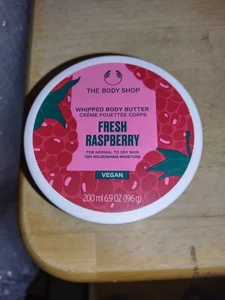 THE BODY SHOP
WHIPPED BODY BUTTER
CRÈME FOUETTÉE CORPS
FRESH
RASPBERRY
FOR NORMAL TO DRY SKIN
72H NOURISHING MOISTURE
VEGAN
200 ml 6.9 OZ (196 g)